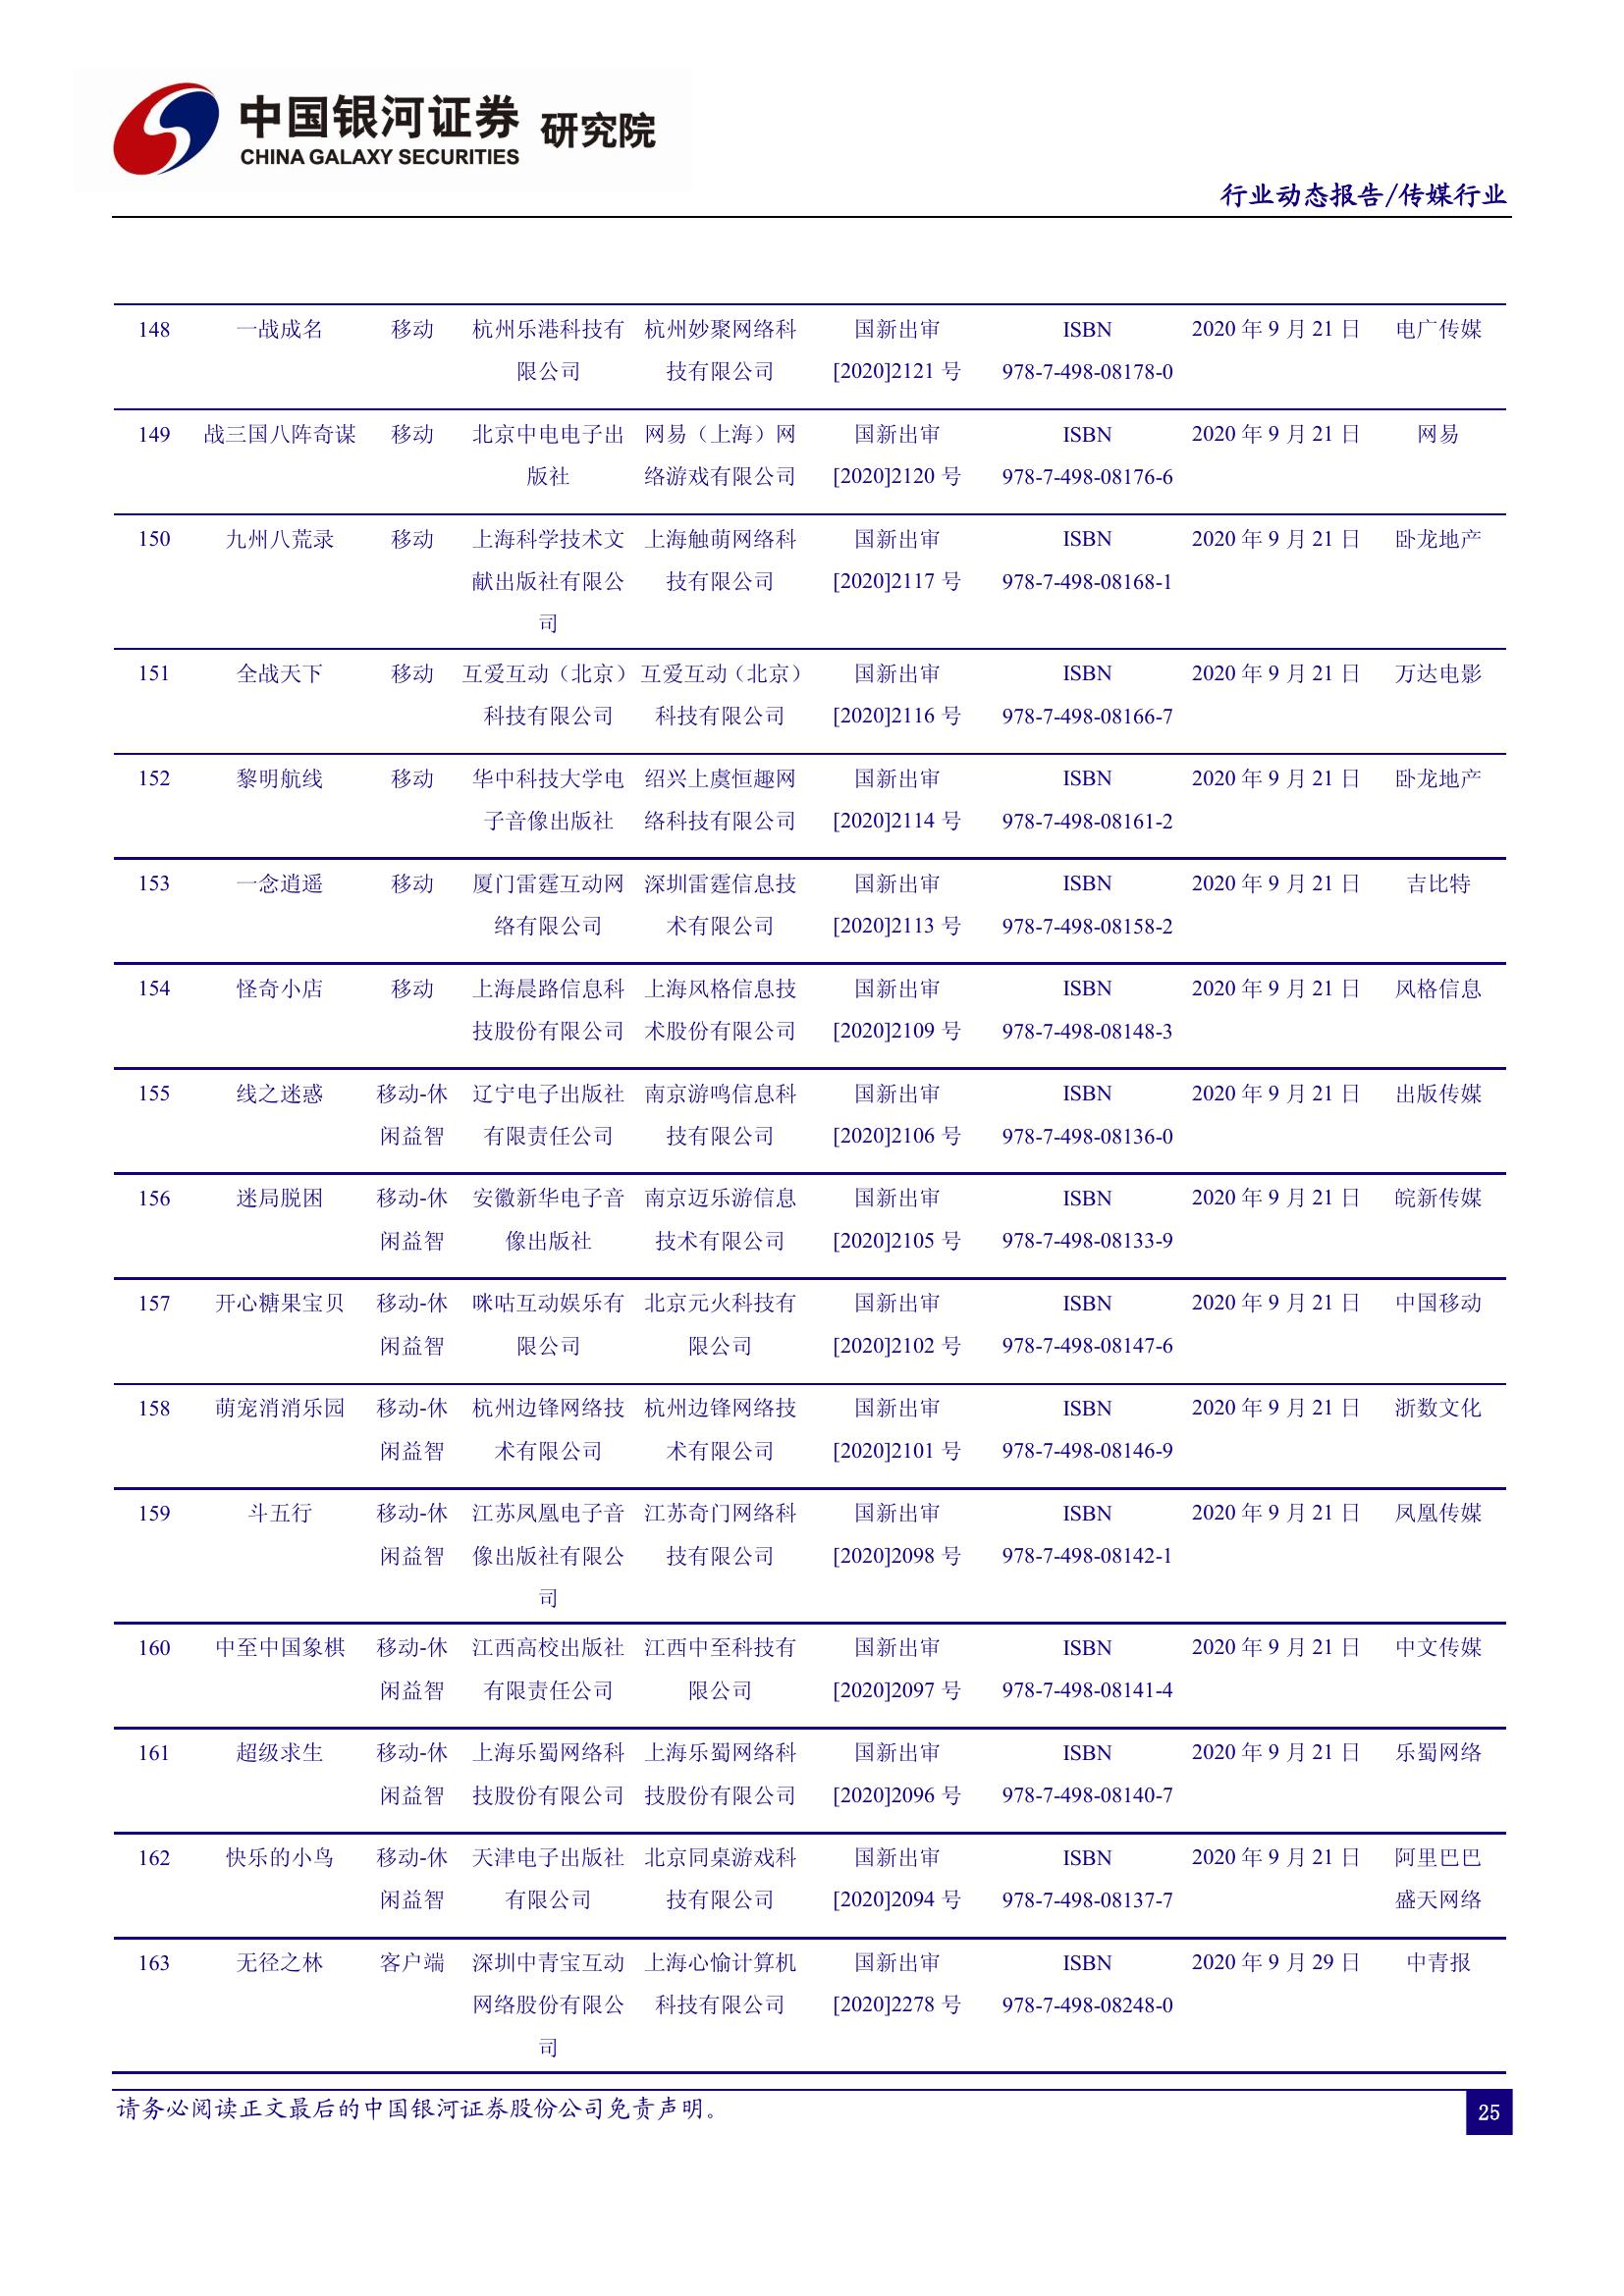 中国银河证券 研究院
CHINA GALAXY SECURITIES
行业动态报告/传媒行业
148 一战成名 移动 杭州乐港科技有 杭州妙聚网络科 国新出审 ISBN 2020 年 9 月 21 日 电广传媒
限公司 技有限公司 [2020]2121 号 978-7-498-08178-0
149 战三国八阵奇谋 移动 北京中电电子出 网易（上海）网 国新出审 ISBN 2020 年 9 月 21 日 网易
版社 络游戏有限公司 [2020]2120 号 978-7-498-08176-6
150 九州八荒录 移动 上海科学技术文 上海触萌网络科 国新出审 ISBN 2020 年 9 月 21 日 卧龙地产
献出版社有限公 技有限公司 [2020]2117 号 978-7-498-08168-1
司
151 全战天下 移动 互爱互动（北京） 互爱互动（北京） 国新出审 ISBN 2020 年 9 月 21 日 万达电影
科技有限公司 科技有限公司 [2020]2116 号 978-7-498-08166-7
152 黎明航线 移动 华中科技大学电 绍兴上虞恒趣网 国新出审 ISBN 2020 年 9 月 21 日 卧龙地产
子音像出版社 络科技有限公司 [2020]2114 号 978-7-498-08161-2
153 一念逍遥 移动 厦门雷霆互动网 深圳雷霆信息技 国新出审 ISBN 2020 年 9 月 21 日 吉比特
络有限公司 术有限公司 [2020]2113 号 978-7-498-08158-2
154 怪奇小店 移动 上海晨路信息科 上海风格信息技 国新出审 ISBN 2020 年 9 月 21 日 风格信息
技股份有限公司 术股份有限公司 [2020]2109 号 978-7-498-08148-3
155 线之迷惑 移动-休 辽宁电子出版社 南京游鸣信息科 国新出审 ISBN 2020 年 9 月 21 日 出版传媒
闲益智 有限责任公司 技有限公司 [2020]2106 号 978-7-498-08136-0
156 迷局脱困 移动-休 安徽新华电子音 南京迈乐游信息 国新出审 ISBN 2020 年 9 月 21 日 皖新传媒
闲益智 像出版社 技术有限公司 [2020]2105 号 978-7-498-08133-9
157 开心糖果宝贝 移动-休 咪咕互动娱乐有 北京元火科技有 国新出审 ISBN 2020 年 9 月 21 日 中国移动
闲益智 限公司 限公司 [2020]2102 号 978-7-498-08147-6
158 萌宠消消乐园 移动-休 杭州边锋网络技 杭州边锋网络技 国新出审 ISBN 2020 年 9 月 21 日 浙数文化
闲益智 术有限公司 术有限公司 [2020]2101 号 978-7-498-08146-9
159 斗五行 移动-休 江苏凤凰电子音 江苏奇门网络科 国新出审 ISBN 2020 年 9 月 21 日 凤凰传媒
闲益智 像出版社有限公 技有限公司 [2020]2098 号 978-7-498-08142-1
司
160 中至中国象棋 移动-休 江西高校出版社 江西中至科技有 国新出审 ISBN 2020 年 9 月 21 日 中文传媒
闲益智 有限责任公司 限公司 [2020]2097 号 978-7-498-08141-4
161 超级求生 移动-休 上海乐蜀网络科 上海乐蜀网络科 国新出审 ISBN 2020 年 9 月 21 日 乐蜀网络
闲益智 技股份有限公司 技股份有限公司 [2020]2096 号 978-7-498-08140-7
162 快乐的小鸟 移动-休 天津电子出版社 北京同桌游戏科 国新出审 ISBN 2020 年 9 月 21 日 阿里巴巴
闲益智 有限公司 技有限公司 [2020]2094 号 978-7-498-08137-7 盛天网络
163 无径之林 客户端 深圳中青宝互动 上海心愉计算机 国新出审 ISBN 2020 年 9 月 29 日 中青报
网络股份有限公 科技有限公司 [2020]2278 号 978-7-498-08248-0
司
请务必阅读正文最后的中国银河证券股份公司免责声明。
25